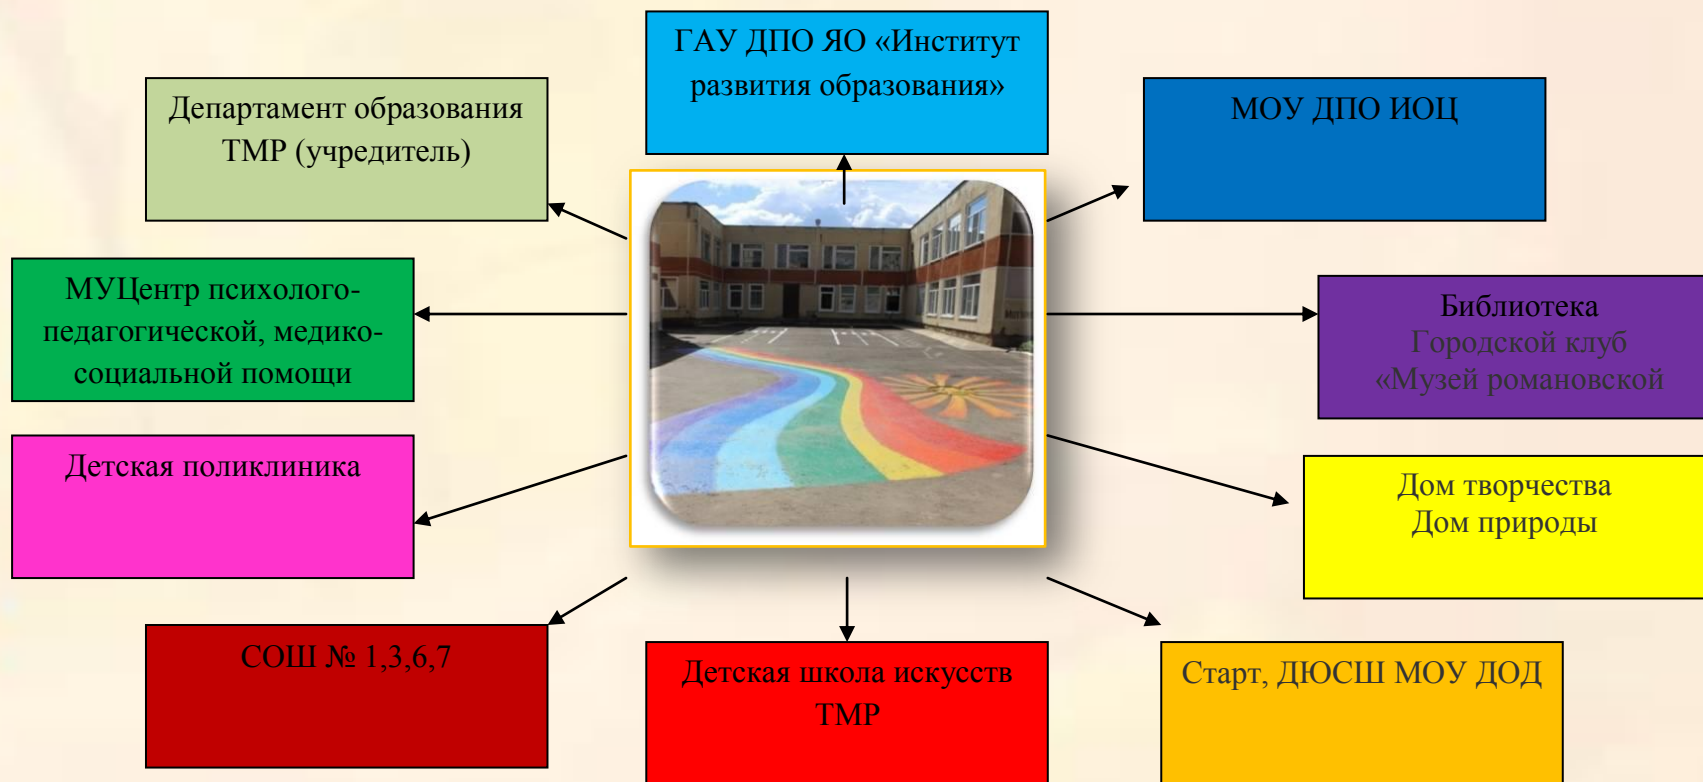 ГАУ ДПО ЯО «Институт
развития образования»
Департамент образования
ТМР (учредитель)
МОУ ДПО ИОЦ
МУЦентр психолого-
педагогической, медико-
социальной помощи
Библиотека
Городской клуб
«Музей романовской
Детская поликлиника
Дом творчества
Дом природы
СОШ № 1,3,6,7
Детская школа искусств
ТМР
Старт, ДЮСШ МОУ ДОД